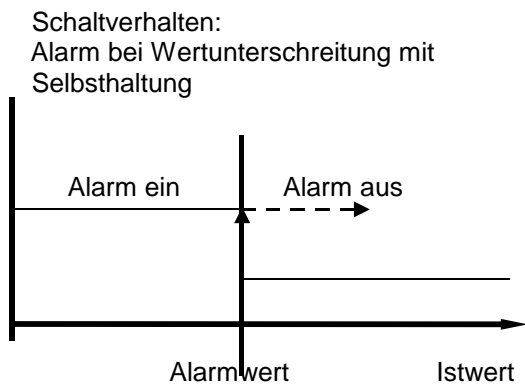 Schaltverhalten:
Alarm bei Wertunterschreitung mit
Selbsthaltung
Alarm ein
Alarm aus
Alarmwert
Istwert